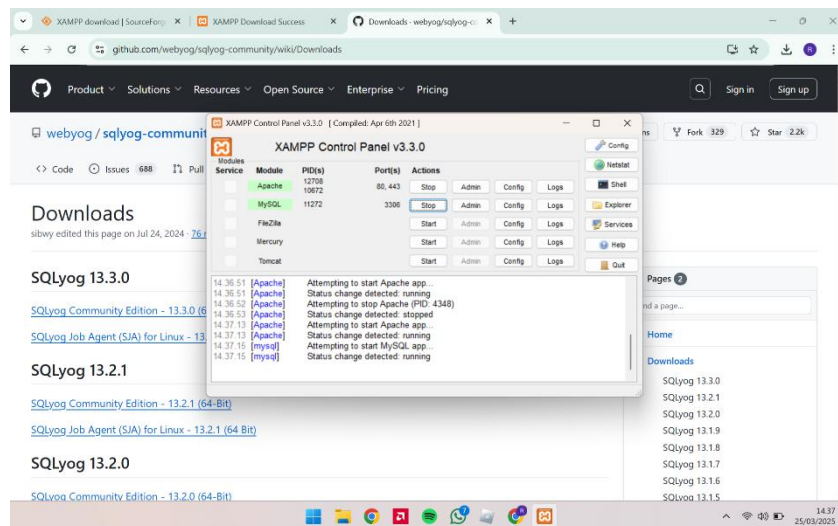 XAMPP download | SourceForg
XAMPP Download Success
Downloads · webyog/sqlyog-co
github.com/webyog/sqlyog-community/wiki/Downloads
R
Product
Solutions
Resources
Open Source
Enterprise
Pricing
Sign in
Sign up
webyog / sqlyog-communit
Fork 329
Star 2.2k
Code
Issues 688
Pull
Downloads
sibwy edited this page on Jul 24, 2024 · 76 r
SQLyog 13.3.0
SQLyog Community Edition - 13.3.0 (6
SQLyog Job Agent (SJA) for Linux - 13.
SQLyog 13.2.1
SQLyog Community Edition - 13.2.1 (64-Bit)
SQLyog Job Agent (SJA) for Linux - 13.2.1 (64 Bit)
SQLyog 13.2.0
SQLyog Community Edition - 13.2.0 (64-Bit)
XAMPP Control Panel v3.3.0 [ Compiled: Apr 6th 2021 ]
XAMPP Control Panel v3.3.0
Modules
Service Module PID(s) Port(s) Actions
Apache 12708 10672 80, 443 Stop Admin Config Logs
MySQL 11272 3306 Stop Admin Config Logs
FileZilla Start Admin Config Logs
Mercury Start Admin Config Logs
Tomcat Start Admin Config Logs
Config
Netstat
Shell
Explorer
Services
Help
Quit
14.36.51 [Apache] Attempting to start Apache app...
14.36.51 [Apache] Status change detected: running
14.36.52 [Apache] Attempting to stop Apache (PID: 4348)
14.36.53 [Apache] Status change detected: stopped
14.37.13 [Apache] Attempting to start Apache app...
14.37.13 [Apache] Status change detected: running
14.37.15 [mysql] Attempting to start MySQL app...
14.37.15 [mysql] Status change detected: running
Pages 2
nd a page...
Home
Downloads
SQLyog 13.3.0
SQLyog 13.2.1
SQLyog 13.2.0
SQLyog 13.1.9
SQLyog 13.1.8
SQLyog 13.1.7
SQLyog 13.1.6
SQLyog 13.1.5
14.37
25/03/2025